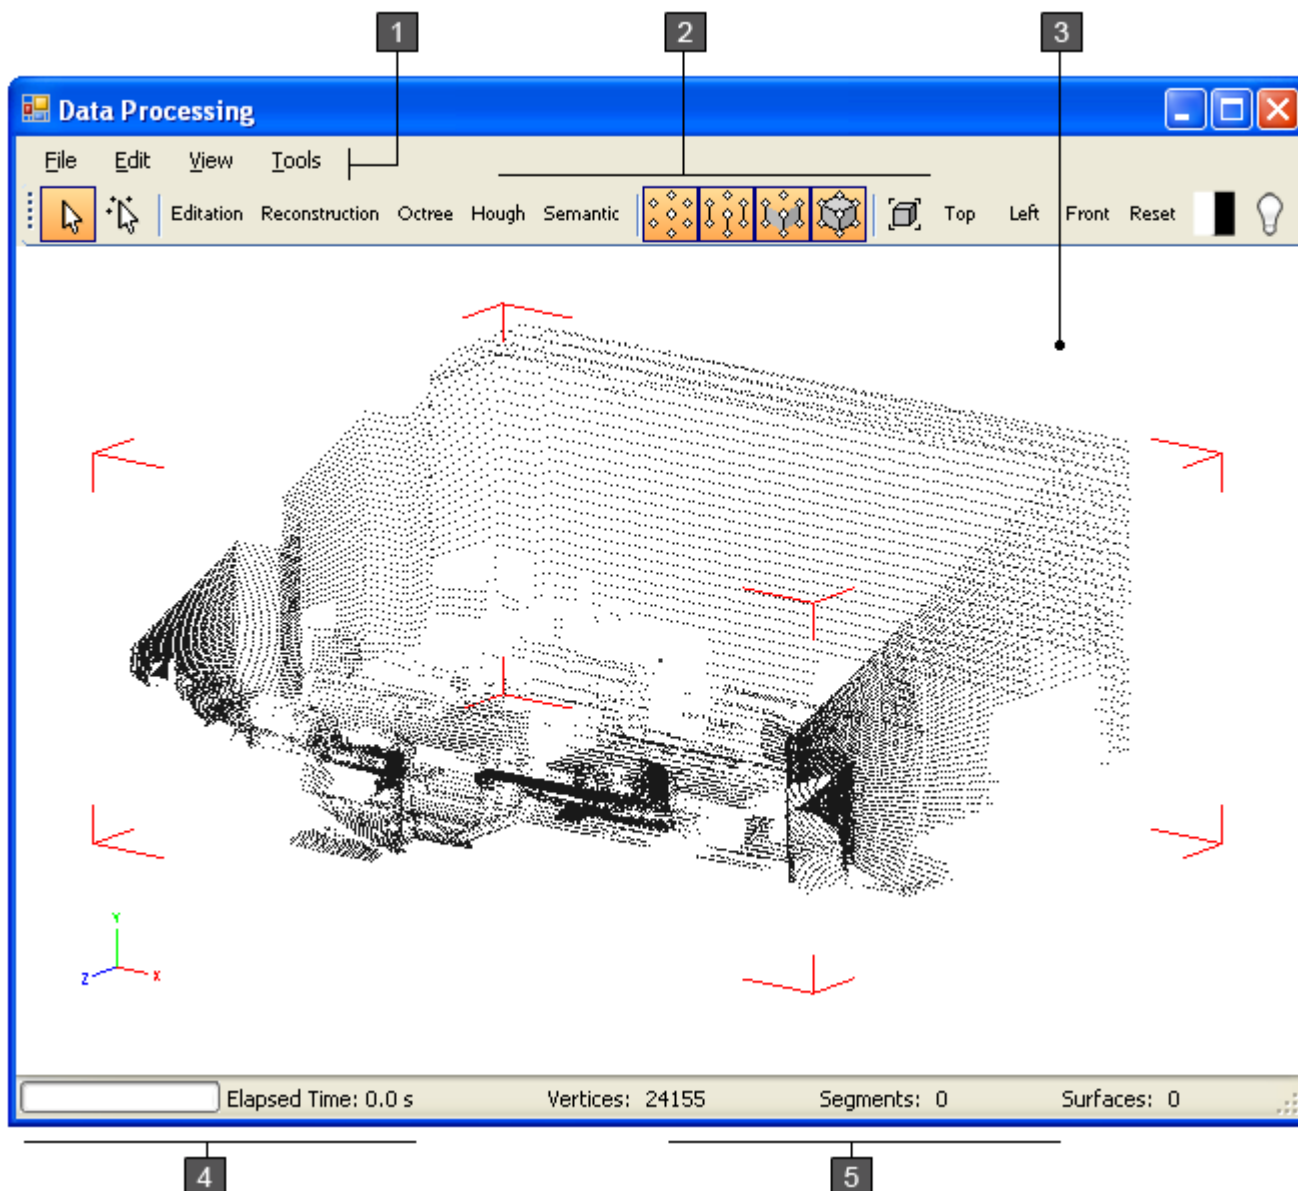 1 2 3
Data Processing
File Edit View Tools
Editation Reconstruction Octree Hough Semantic Top Left Front Reset
Y
Z X
Elapsed Time: 0.0 s Vertices: 24155 Segments: 0 Surfaces: 0
4 5